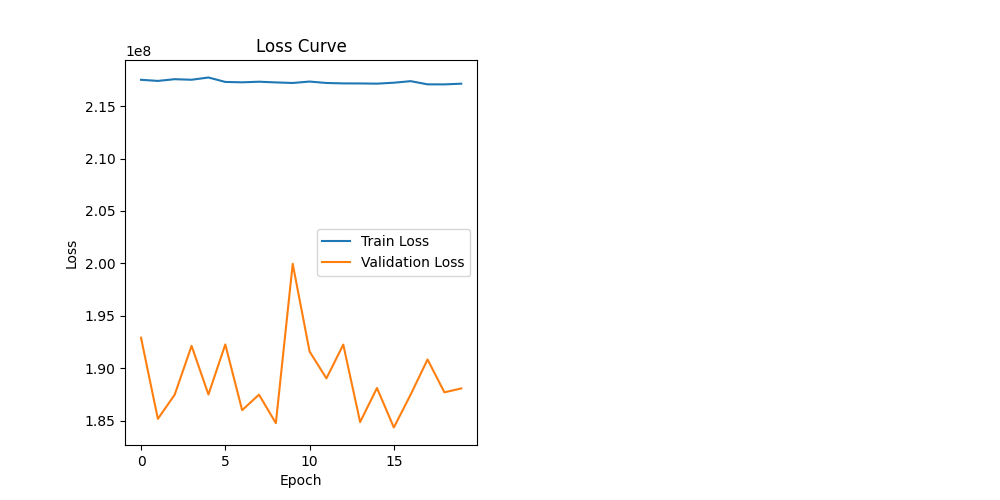 Loss Curve
1e8
2.15
2.10
2.05
2.00
1.95
1.90
1.85
Loss
Train Loss
Validation Loss
0 5 10 15
Epoch